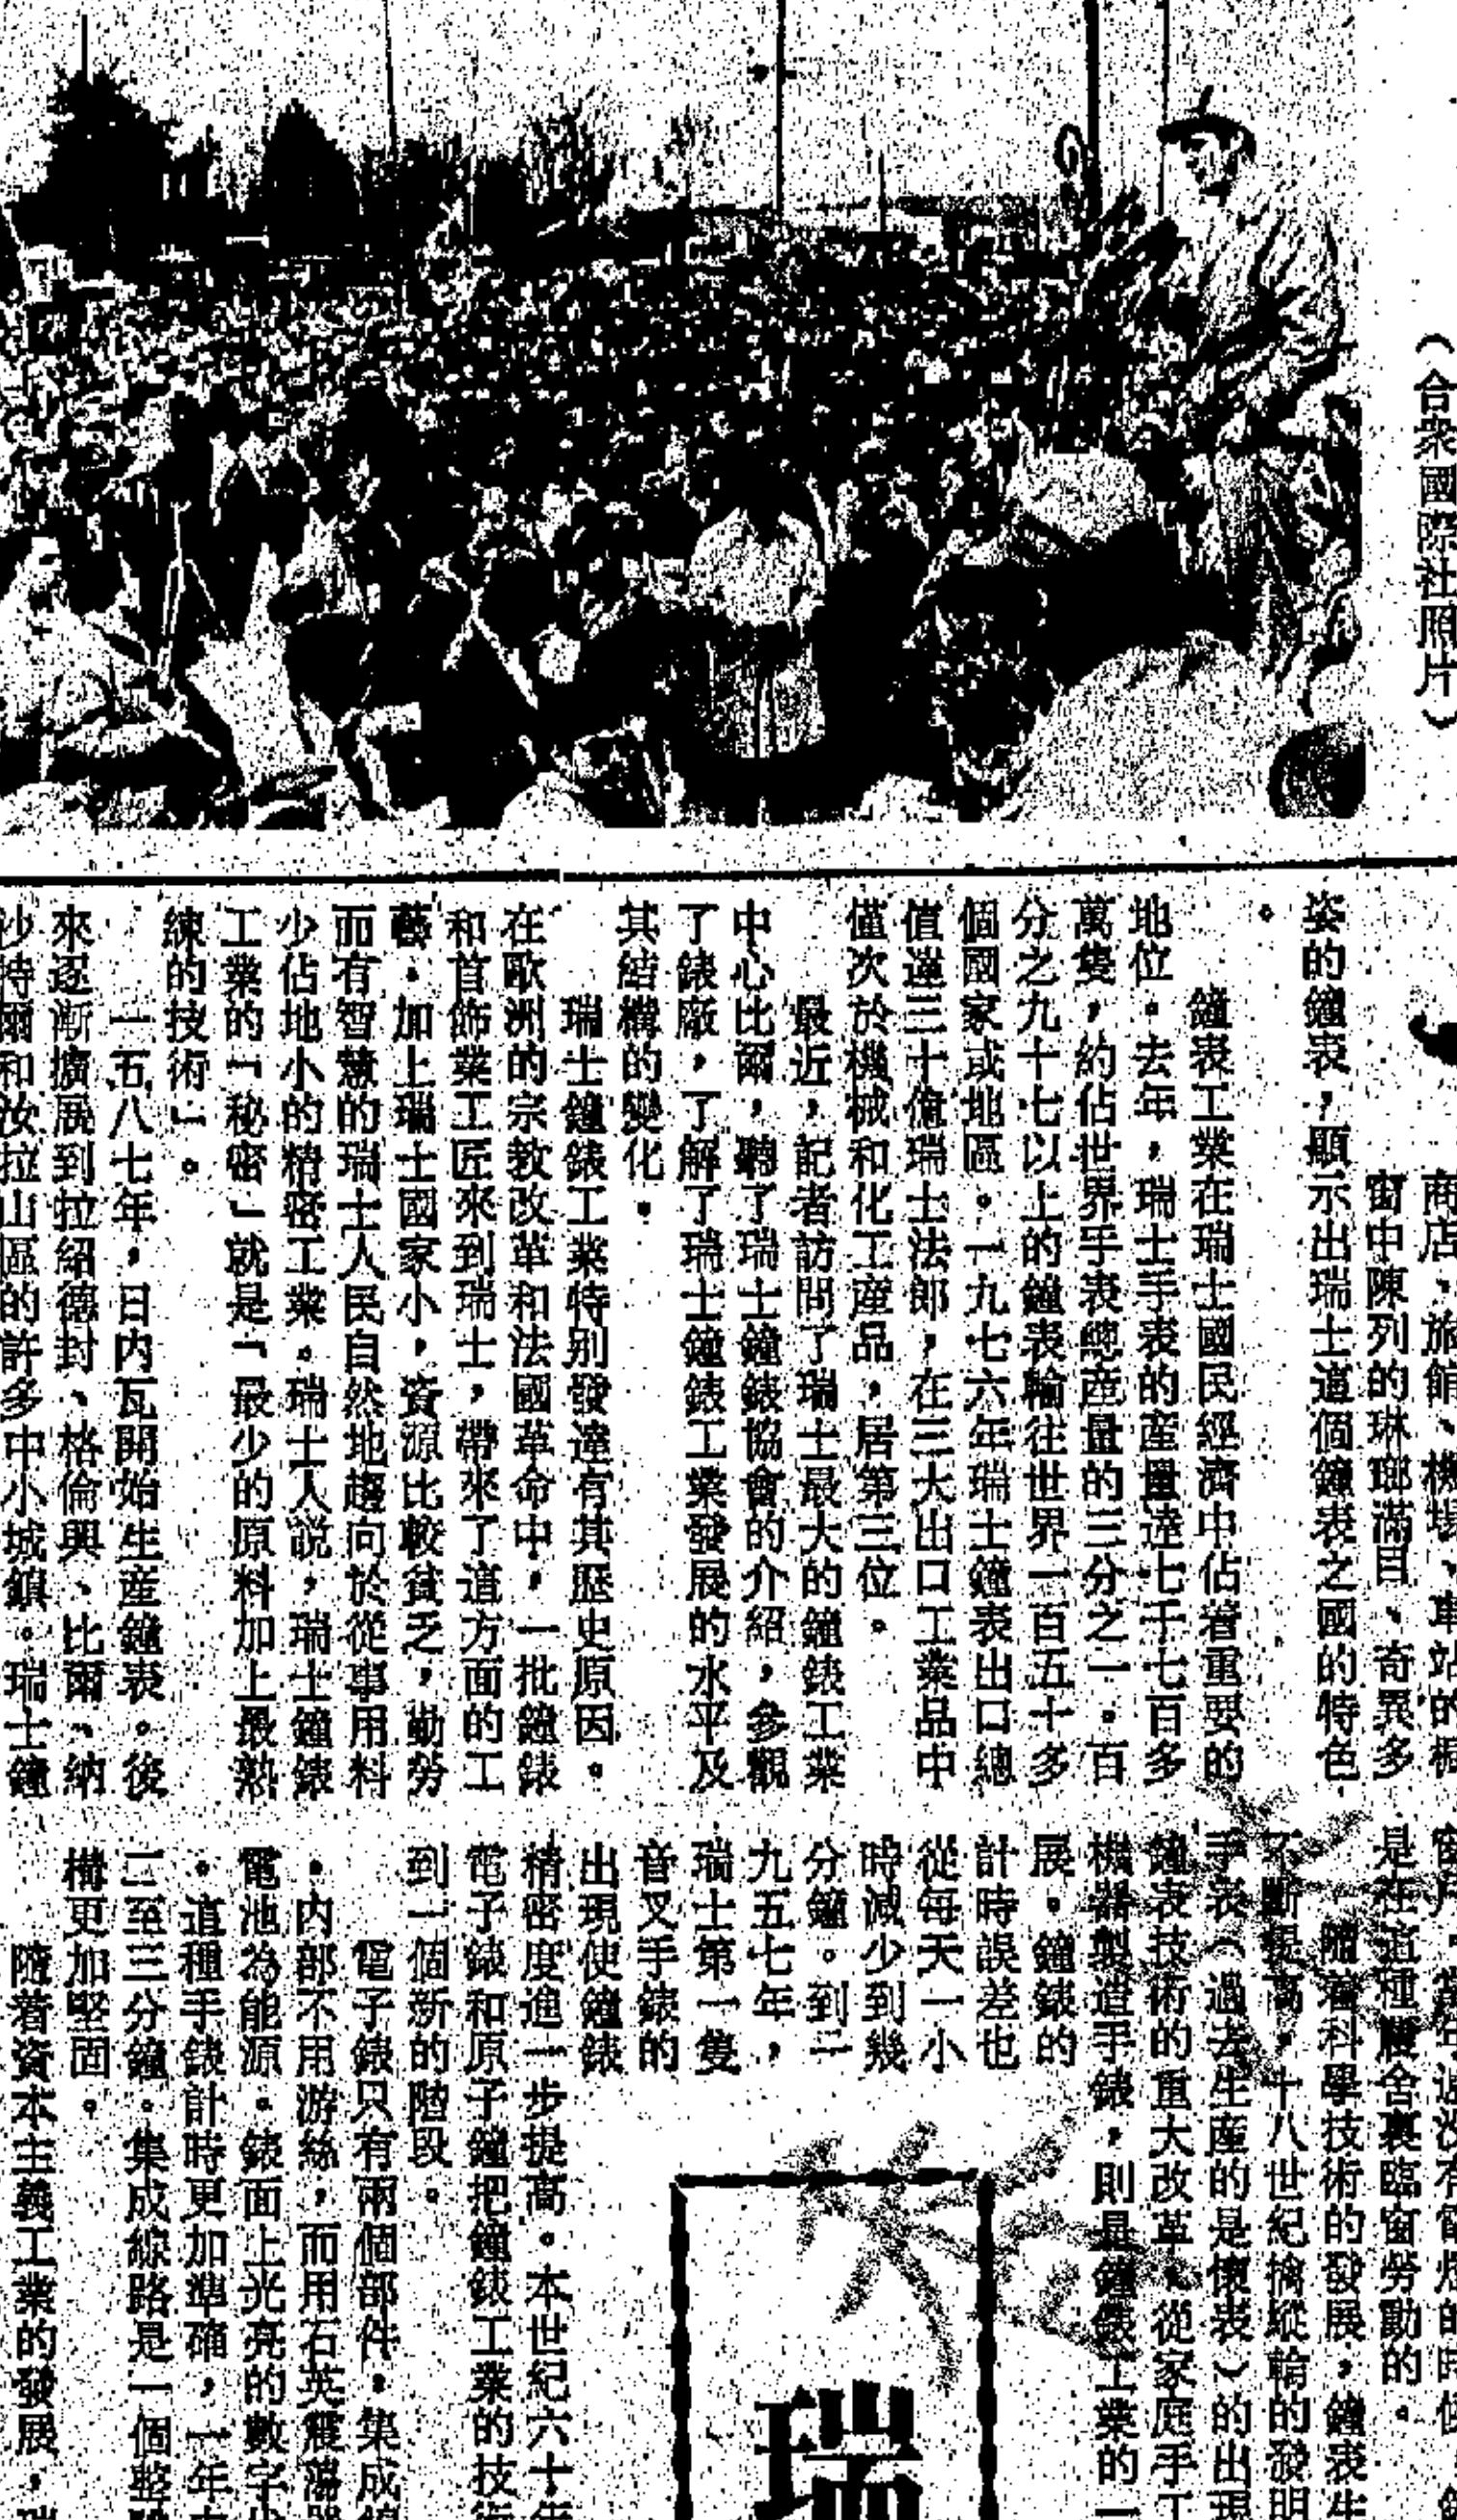 （合衆國際社照片）
商店、旅館、機場、車站的櫥
窗中陳列的琳瑯滿目、奇異多
姿的鐘表，顯示出瑞士這個鐘表之國的特色
。
鐘表工業在瑞士國民經濟中佔着重要的
地位。去年，瑞士手表的産量達七千七百多
萬隻，約佔世界手表總産量的三分之一。百
分之九十七以上的鐘表輸往世界一百五十多
個國家或地區。一九七六年瑞士鐘表出口總
值達三十億瑞士法郎，在三大出口工業品中
僅次於機械和化工産品，居第三位。
最近，記者訪問了瑞士最大的鐘錶工業
中心比爾，聽了瑞士鐘錶協會的介紹，參觀
了錶廠，了解了瑞士鐘錶工業發展的水平及
其結構的變化。
瑞士鐘錶工業特別發達有其歷史原因。
在歐洲的宗教改革和法國革命中，一批鐘錶
和首飾業工匠來到瑞士，帶來了這方面的工
藝。加上瑞士國家小，資源比較貧乏，勤勞
而有智慧的瑞士人民自然地趨向於從事用料
少佔地小的精密工業。瑞士人説，瑞士鐘錶
工業的「秘密」就是「最少的原料加上最熟
練的技術」。
一五八七年，日內瓦開始生産鐘表。後
來逐漸擴展到拉紹德封、格倫興、比爾、納
沙特爾和汝拉山區的許多中小城鎮。瑞士鐘
是在這種農舍裏臨窗勞動的。
隨着科學技術的發展，鐘表生
不斷提高，十八世紀擒縱輪的發明
手表（過去生産的是懷表）的出現
鐘表技術的重大改革，從家庭手工
機器製造手錶，則是鐘錶工業的一
展。鐘錶的
計時誤差也
從每天一小
時減少到幾
分鐘。到一
九五七年，
瑞士第一隻
音叉手錶的
出現使鐘錶
精密度進一步提高。本世紀六十年
電子錶和原子鐘把鐘錶工業的技術
到一個新的階段。
電子錶只有兩個部件，集成線
。內部不用游絲，而用石英震蕩器
電池為能源。錶面上光亮的數字代
。這種手錶計時更加準確，一年
二至三分鐘。集成線路是一個整體
構更加堅固。
隨着資本主義工業的發展，瑞
瑞